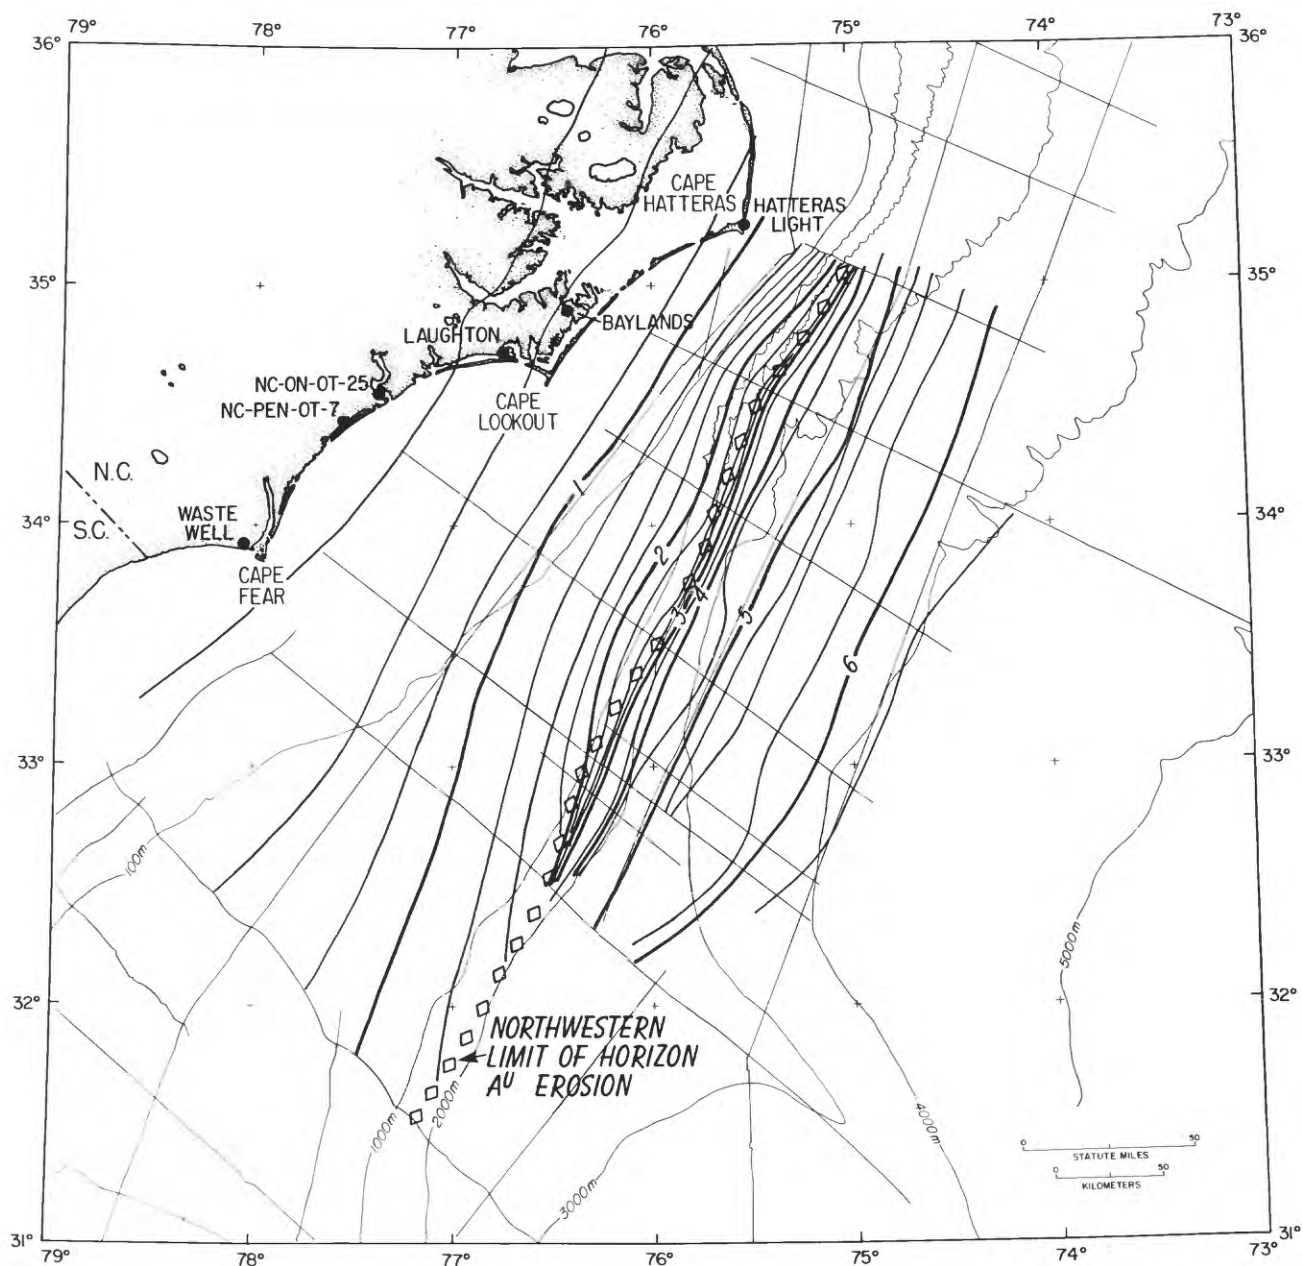 79°
78°
77°
76°
75°
74°
73°
36°
36°
CAPE
HATTERAS
HATTERAS
LIGHT
35°
35°
LAUGHTON
BAYLANDS
NC-ON-OT-25
NC-PEN-OT-7
CAPE
LOOKOUT
N.C.
S.C.
1
34°
34°
WASTE
WELL
CAPE
FEAR
2
3
4
5
6
33°
33°
100m
5000m
32°
32°
NORTHWESTERN
LIMIT OF HORIZON
Aᵁ EROSION
1000m
2000m
3000m
4000m
0 50
STATUTE MILES
0 50
KILOMETERS
31°
31°
79°
78°
77°
76°
75°
74°
73°